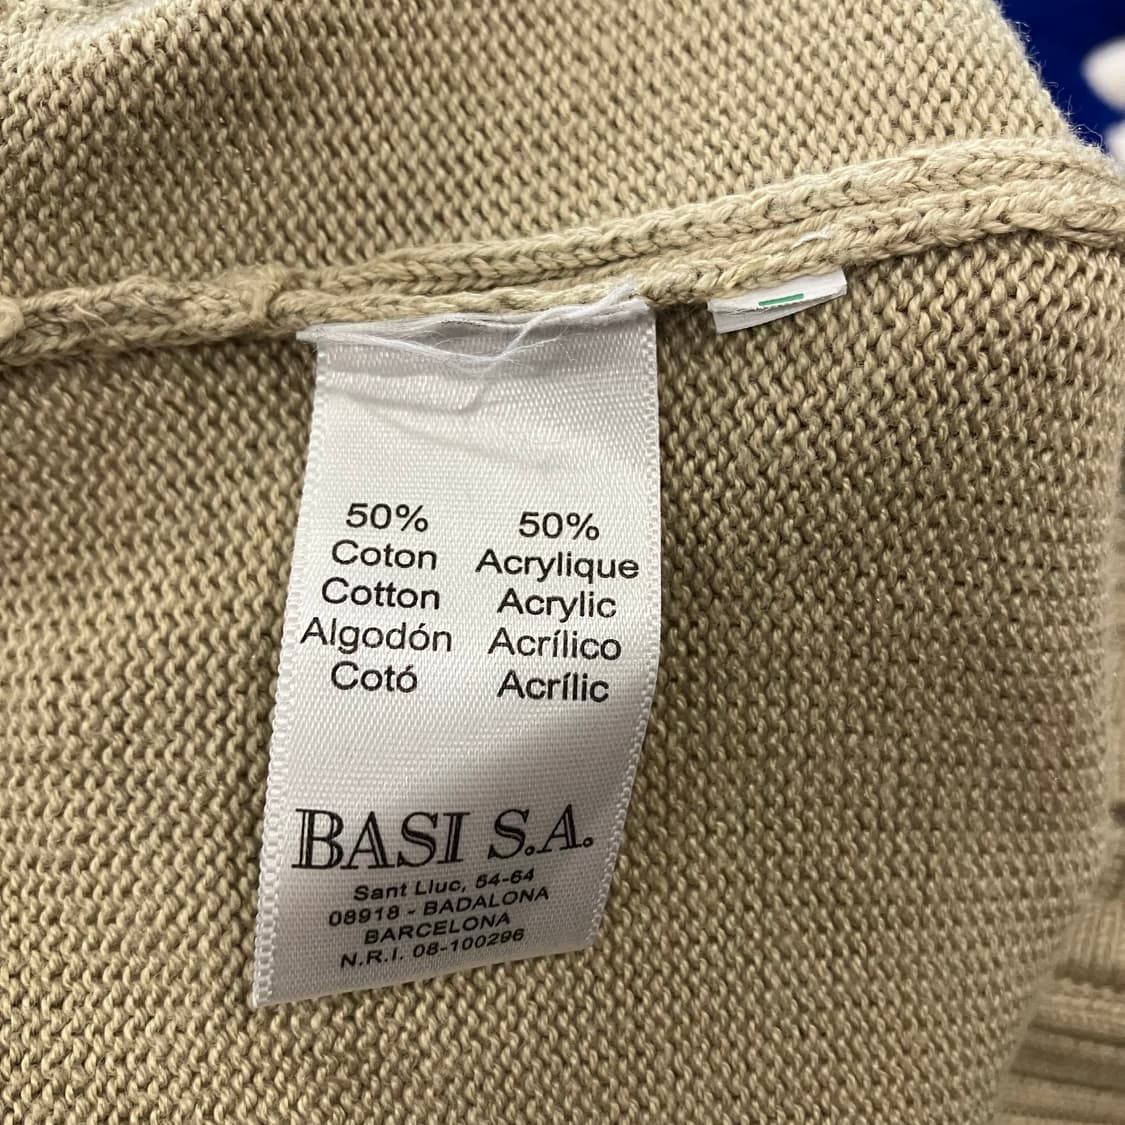 50% 50%
Coton Acrylique
Cotton Acrylic
Algodón Acrílico
Cotó Acrílic
BASI S.A.
Sant Lluc, 54-64
08918 - BADALONA
BARCELONA
N.R.I. 08-100296